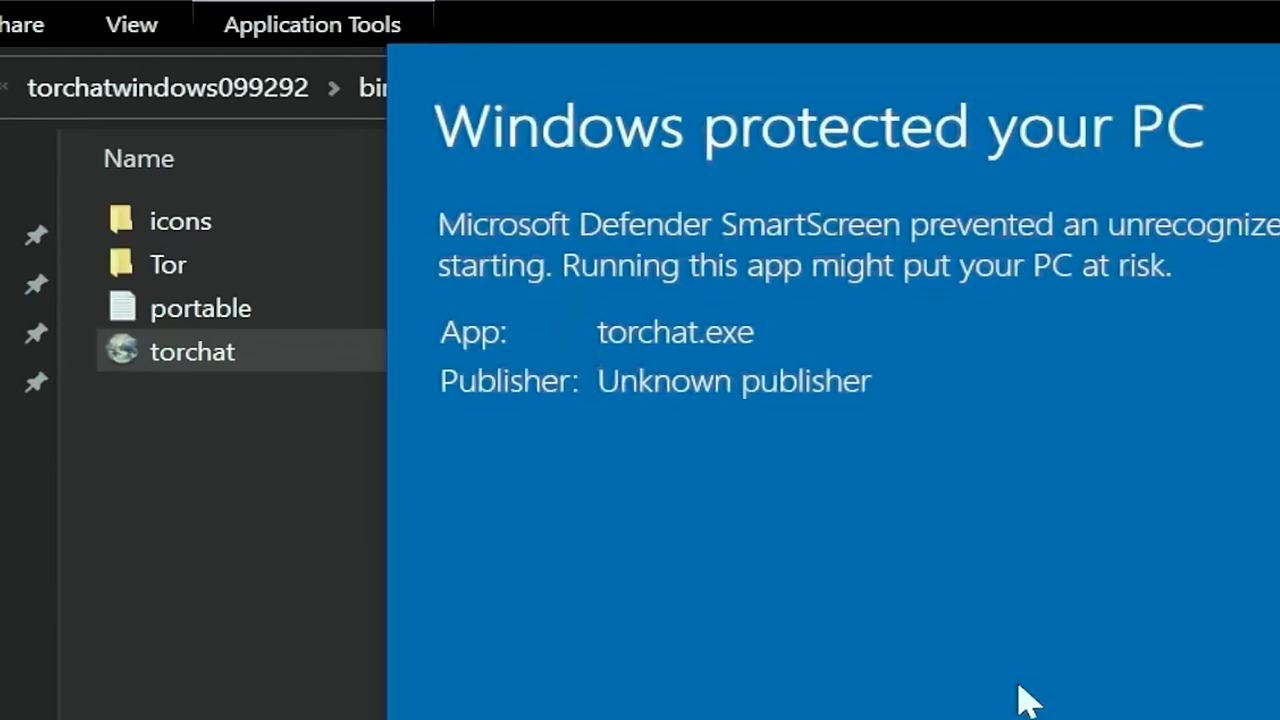 hare View Application Tools
torchatwindows099292 > bin
Name
icons
Tor
portable
torchat
Windows protected your PC
Microsoft Defender SmartScreen prevented an unrecognize
starting. Running this app might put your PC at risk.
App: torchat.exe
Publisher: Unknown publisher